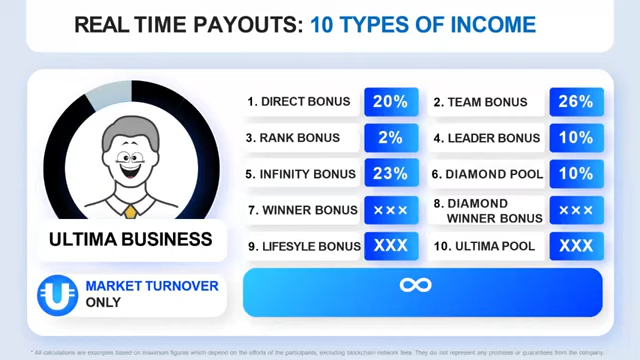 REAL TIME PAYOUTS: 10 TYPES OF INCOME
1. DIRECT BONUS 20%
2. TEAM BONUS 26%
3. RANK BONUS 2%
4. LEADER BONUS 10%
5. INFINITY BONUS 23%
6. DIAMOND POOL 10%
7. WINNER BONUS ×××
8. DIAMOND
WINNER BONUS ×××
9. LIFESYLE BONUS XXX
10. ULTIMA POOL XXX
ULTIMA BUSINESS
MARKET TURNOVER
ONLY
∞
* All calculations are examples based on maximum figures which depend on the efforts of the participants, excluding blockchain network fees. They do not represent any promises or guarantees from the company.